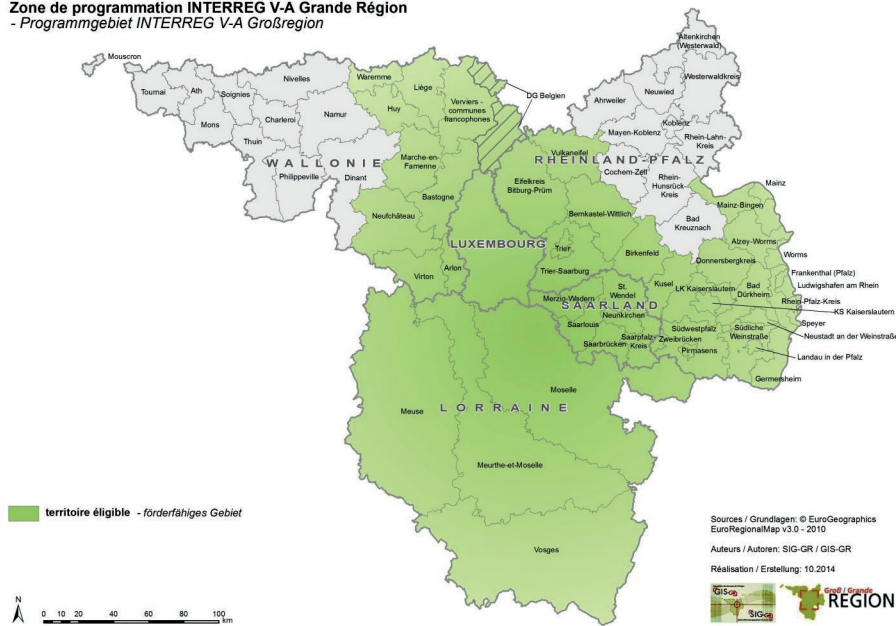 Zone de programmation INTERREG V-A Grande Région
- Programmgebiet INTERREG V-A Großregion
Mouscron
Tournai
Ath
Soignies
Nivelles
Mons
Charleroi
Namur
Thuin
WALLONIE
Philippeville
Dinant
Waremme
Liège
Huy
Verviers -
communes
francophones
DG Belgien
Marche-en-
Famenne
Bastogne
Neufchâteau
Virton
Arlon
LUXEMBOURG
Altenkirchen
(Westerwald)
Westerwaldkreis
Neuwied
Ahrweiler
Koblenz
Mayen-Koblenz
Rhein-Lahn-
Kreis
Vulkaneifel
RHEINLAND-PFALZ
Cochem-Zell
Rhein-
Hunsrück-
Kreis
Eifelkreis
Bitburg-Prüm
Bernkastel-Wittlich
Bad
Kreuznach
Mainz
Mainz-Bingen
Alzey-Worms
Worms
Trier
Trier-Saarburg
Birkenfeld
Donnersbergkreis
Frankenthal (Pfalz)
Ludwigshafen am Rhein
Kusel
LK Kaiserslautern
Bad
Dürkheim
Rhein-Pfalz-Kreis
KS Kaiserslautern
Merzig-Wadern
St.
Wendel
SAARLAND
Neunkirchen
Saarlouis
Saarbrücken
Saarpfalz-
Kreis
Zweibrücken
Südwestpfalz
Pirmasens
Südliche
Weinstraße
Speyer
Neustadt an der Weinstraße
Landau in der Pfalz
Germersheim
Moselle
Meuse
LORRAINE
Meurthe-et-Moselle
Vosges
territoire éligible - förderfähiges Gebiet
N
0 10 20 40 60 80 100
km
Sources / Grundlagen: © EuroGeographics
EuroRegionalMap v3.0 - 2010
Auteurs / Autoren: SIG-GR / GIS-GR
Réalisation / Erstellung: 10.2014
GIS-GR
SIG-GR
Groß / Grande
REGION